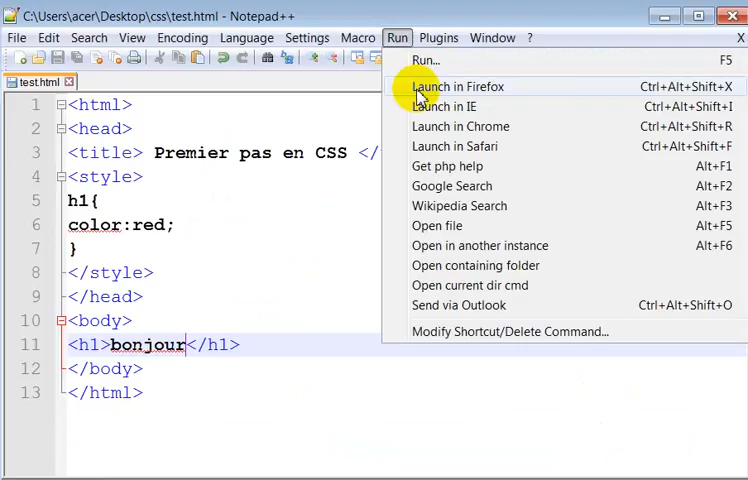 C:\Users\acer\Desktop\css\test.html - Notepad++
File Edit Search View Encoding Language Settings Macro Run Plugins Window ? X
test.html
Run... F5
Launch in Firefox Ctrl+Alt+Shift+X
Launch in IE Ctrl+Alt+Shift+I
Launch in Chrome Ctrl+Alt+Shift+R
Launch in Safari Ctrl+Alt+Shift+F
Get php help Alt+F1
Google Search Alt+F2
Wikipedia Search Alt+F3
Open file Alt+F5
Open in another instance Alt+F6
Open containing folder
Open current dir cmd
Send via Outlook Ctrl+Alt+Shift+O
Modify Shortcut/Delete Command...
1 <html>
2 <head>
3 <title> Premier pas en CSS </
4 <style>
5 h1{
6 color:red;
7 }
8 </style>
9 </head>
10 <body>
11 <h1>bonjour</h1>
12 </body>
13 </html>